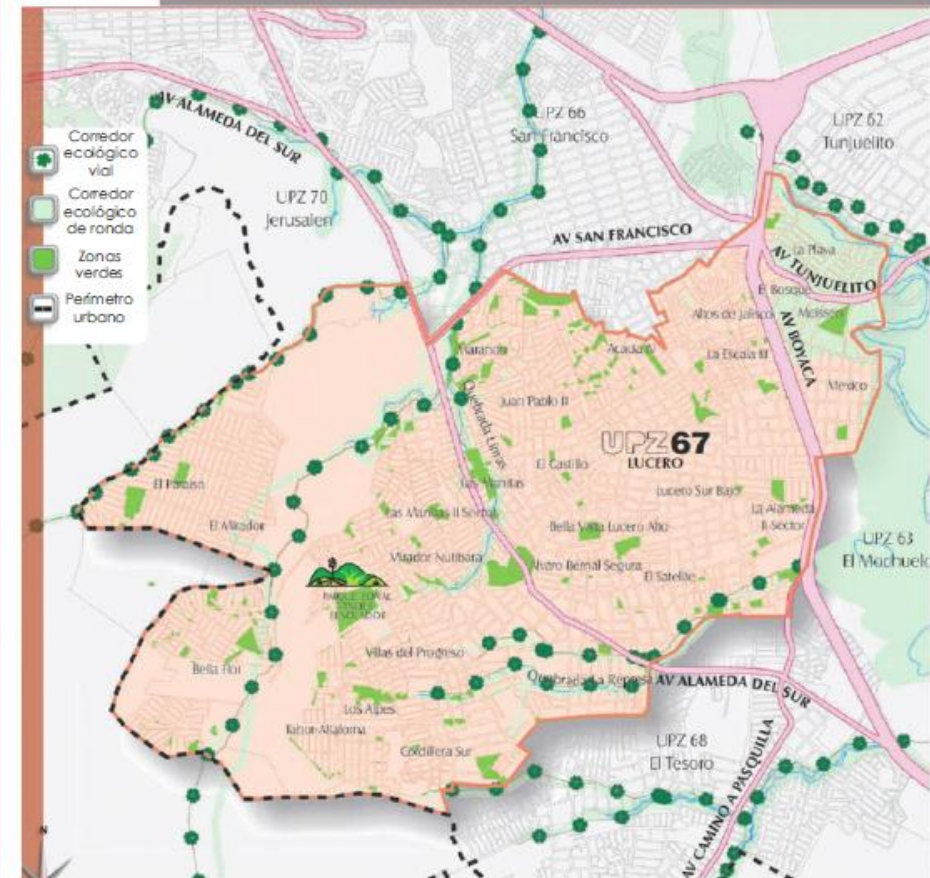 Corredor
ecológico
vial
Corredor
ecológico
de ronda
Zonas
verdes
Perímetro
urbano
AV ALAMEDA DEL SUR
UPZ 66
San Francisco
UPZ 62
Tunjuelito
UPZ 70
Jerusalen
AV SAN FRANCISCO
La Playa
AV TUNJUELITO
El Bosque
Meissen
Altos de Jalisco
AV BOYACA
Acacia IV
La Escala III
Mexico
Juan Pablo II
Quebrada Limas
UPZ67
LUCERO
El Castillo
Las Manitas
Lucero Sur Bajo
El Paraiso
La Alameda
II-Sector
Las Manitas II Sector
El Mirador
Bella Vista Lucero Alto
UPZ 63
El Mochuelo
Mirador Nutibara
Alvaro Bernal Segura
El Satelite
Villas del Progreso
Bella Flor
Quebrada La Represa
AV ALAMEDA DEL SUR
Los Alpes
Tabor-Altaloma
Cordillera Sur
UPZ 68
El Tesoro
AV CAMINO A PASQUILLA
N